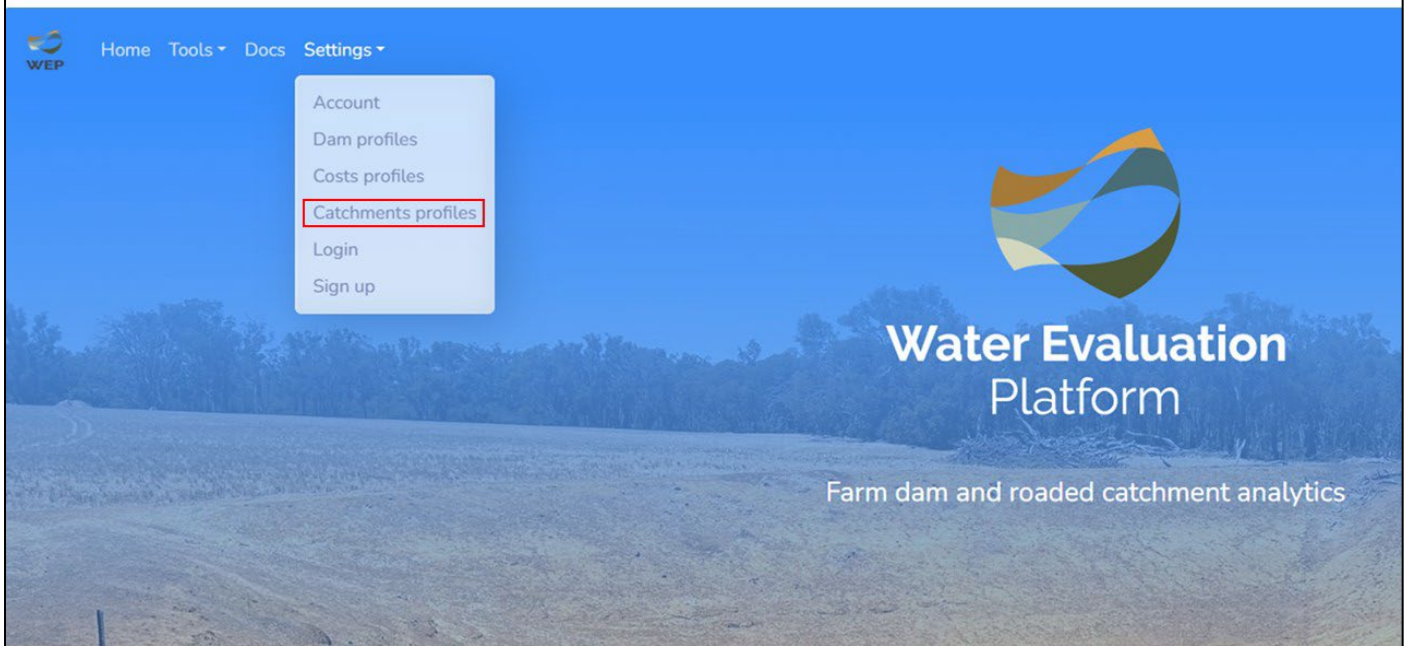 WEP
Home Tools Docs Settings
Account
Dam profiles
Costs profiles
Catchments profiles
Login
Sign up
Water Evaluation
Platform
Farm dam and roaded catchment analytics